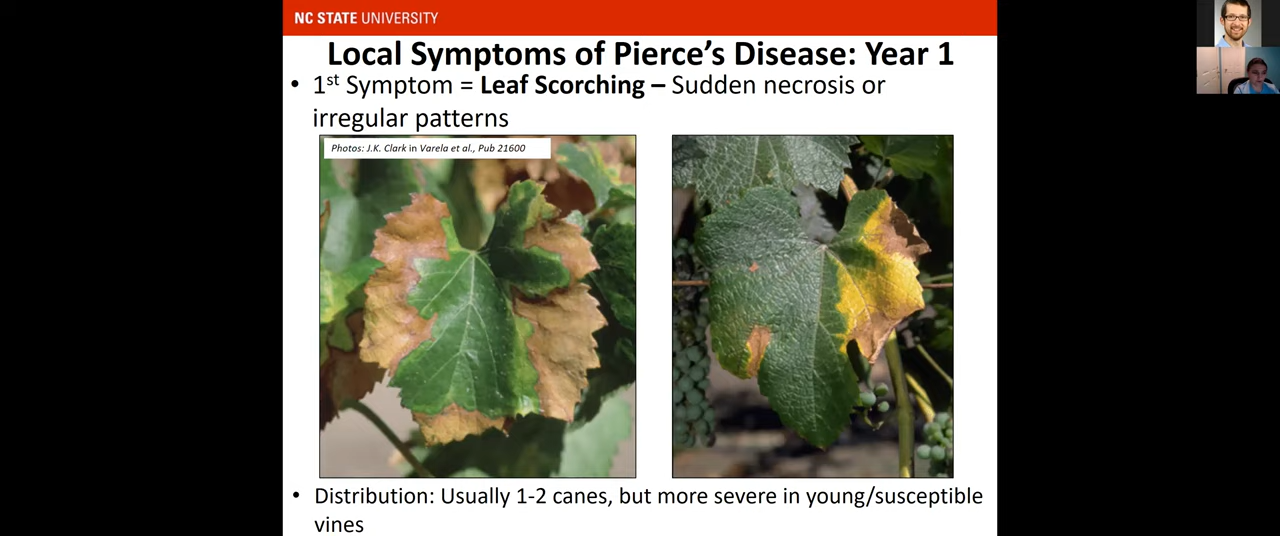 NC STATE UNIVERSITY
Local Symptoms of Pierce's Disease: Year 1
• 1st Symptom = Leaf Scorching – Sudden necrosis or
irregular patterns
Photos: J.K. Clark in Varela et al., Pub 21600
• Distribution: Usually 1-2 canes, but more severe in young/susceptible
vines